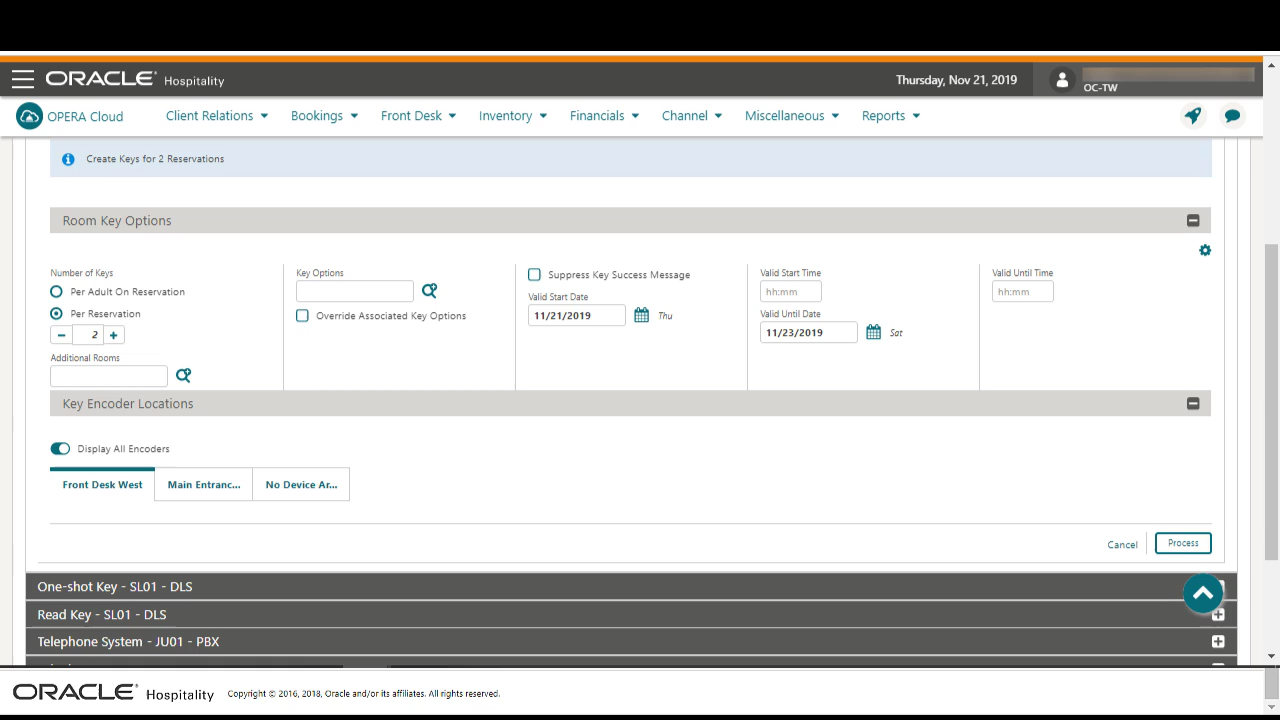 ORACLE Hospitality
Thursday, Nov 21, 2019
OC-TW
OPERA Cloud
Client Relations
Bookings
Front Desk
Inventory
Financials
Channel
Miscellaneous
Reports
Create Keys for 2 Reservations
Room Key Options
Number of Keys
Per Adult On Reservation
Per Reservation
2
Additional Rooms
Key Options
Override Associated Key Options
Suppress Key Success Message
Valid Start Date
11/21/2019 Thu
Valid Start Time
hh:mm
Valid Until Date
11/23/2019 Sat
Valid Until Time
hh:mm
Key Encoder Locations
Display All Encoders
Front Desk West
Main Entranc...
No Device Ar...
Cancel
Process
One-shot Key - SL01 - DLS
Read Key - SL01 - DLS
Telephone System - JU01 - PBX
ORACLE Hospitality Copyright © 2016, 2018, Oracle and/or its affiliates. All rights reserved.